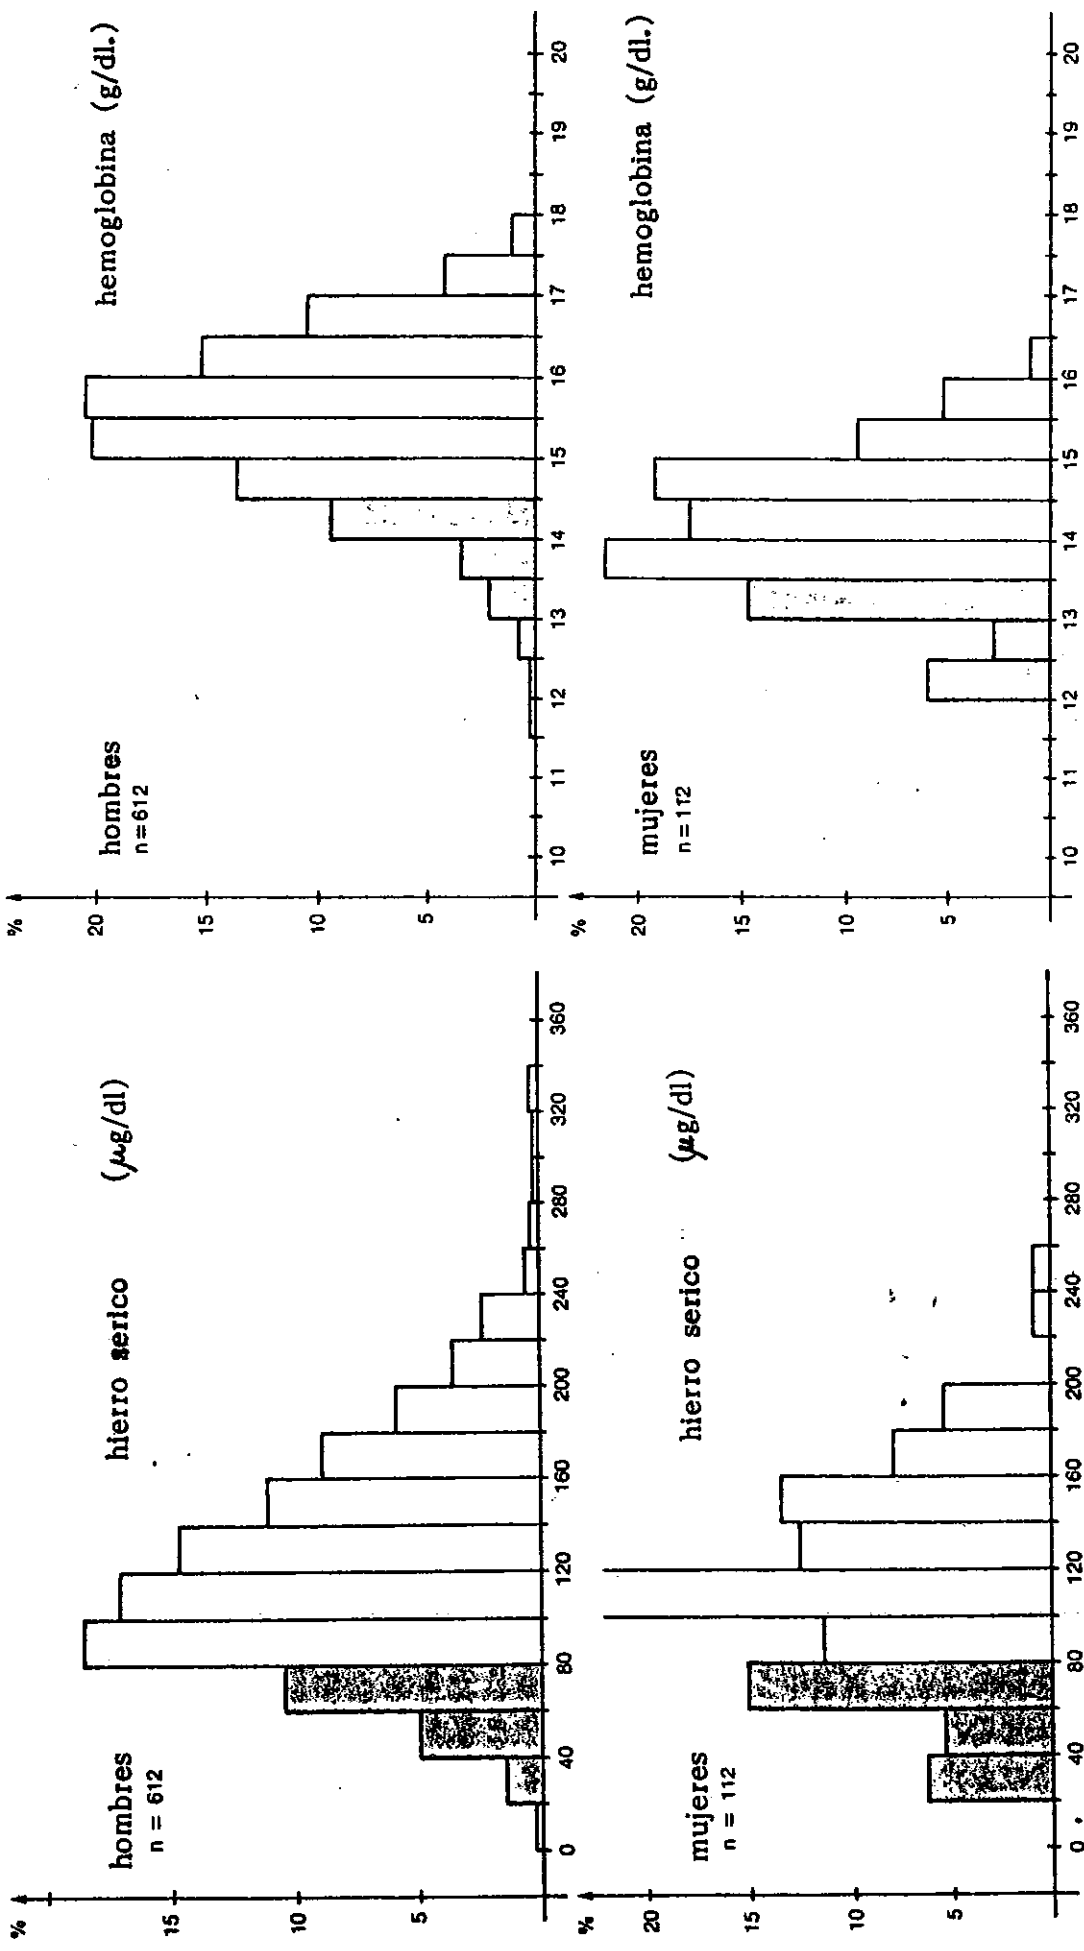 %
20
15
10
5
hombres
n=612
hemoglobina (g/dl.)
10 11 12 13 14 15 16 17 18 19 20
%
20
15
10
5
mujeres
n=112
hemoglobina (g/dl.)
10 11 12 13 14 15 16 17 18 19 20
%
15
10
5
hombres
n = 612
hierro serico (µg/dl)
0 40 80 120 160 200 240 280 320 360
%
20
15
10
5
mujeres
n = 112
hierro serico (µg/dl)
0 40 80 120 160 200 240 280 320 360